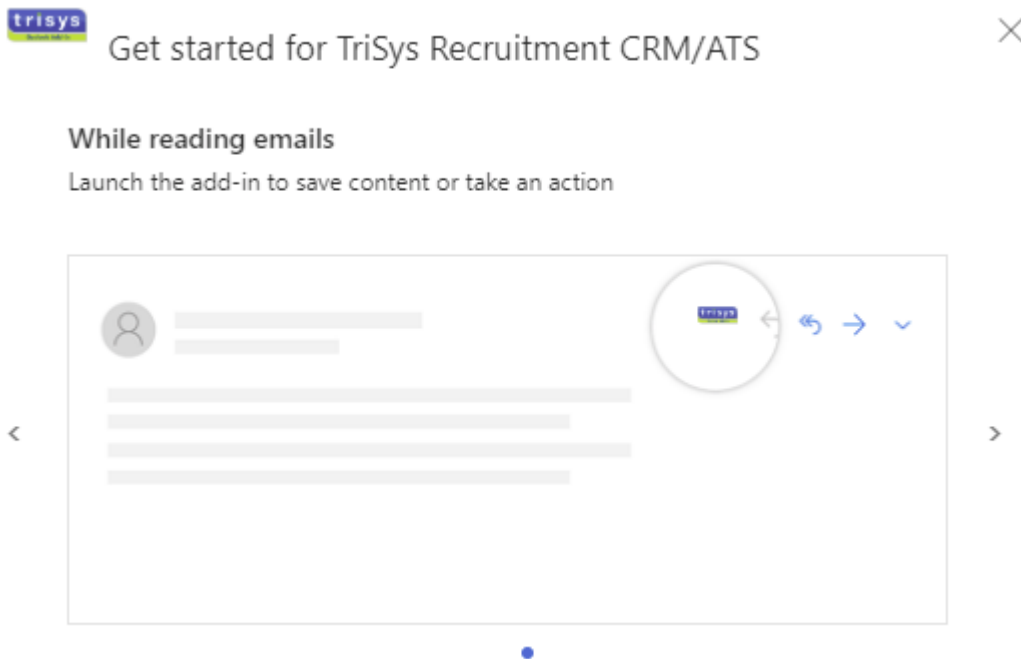 trisys
Get started for TriSys Recruitment CRM/ATS
While reading emails
Launch the add-in to save content or take an action
trisys